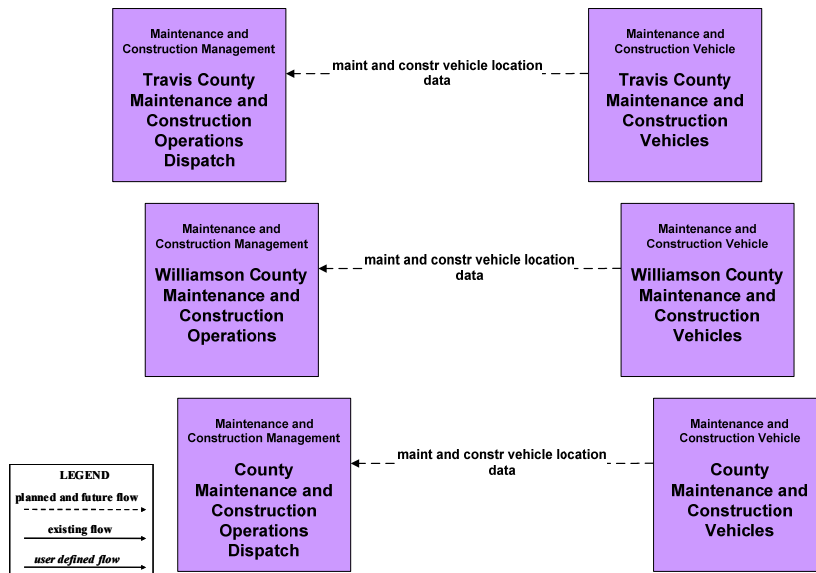 Maintenance and
Construction Management
Travis County
Maintenance and
Construction
Operations
Dispatch
maint and constr vehicle location
data
Maintenance and
Construction Vehicle
Travis County
Maintenance and
Construction
Vehicles
Maintenance and
Construction Management
Williamson County
Maintenance and
Construction
Operations
maint and constr vehicle location
data
Maintenance and
Construction Vehicle
Williamson County
Maintenance and
Construction
Vehicles
Maintenance and
Construction Management
County
Maintenance and
Construction
Operations
Dispatch
maint and constr vehicle location
data
Maintenance and
Construction Vehicle
County
Maintenance and
Construction
Vehicles
LEGEND
planned and future flow
existing flow
user defined flow